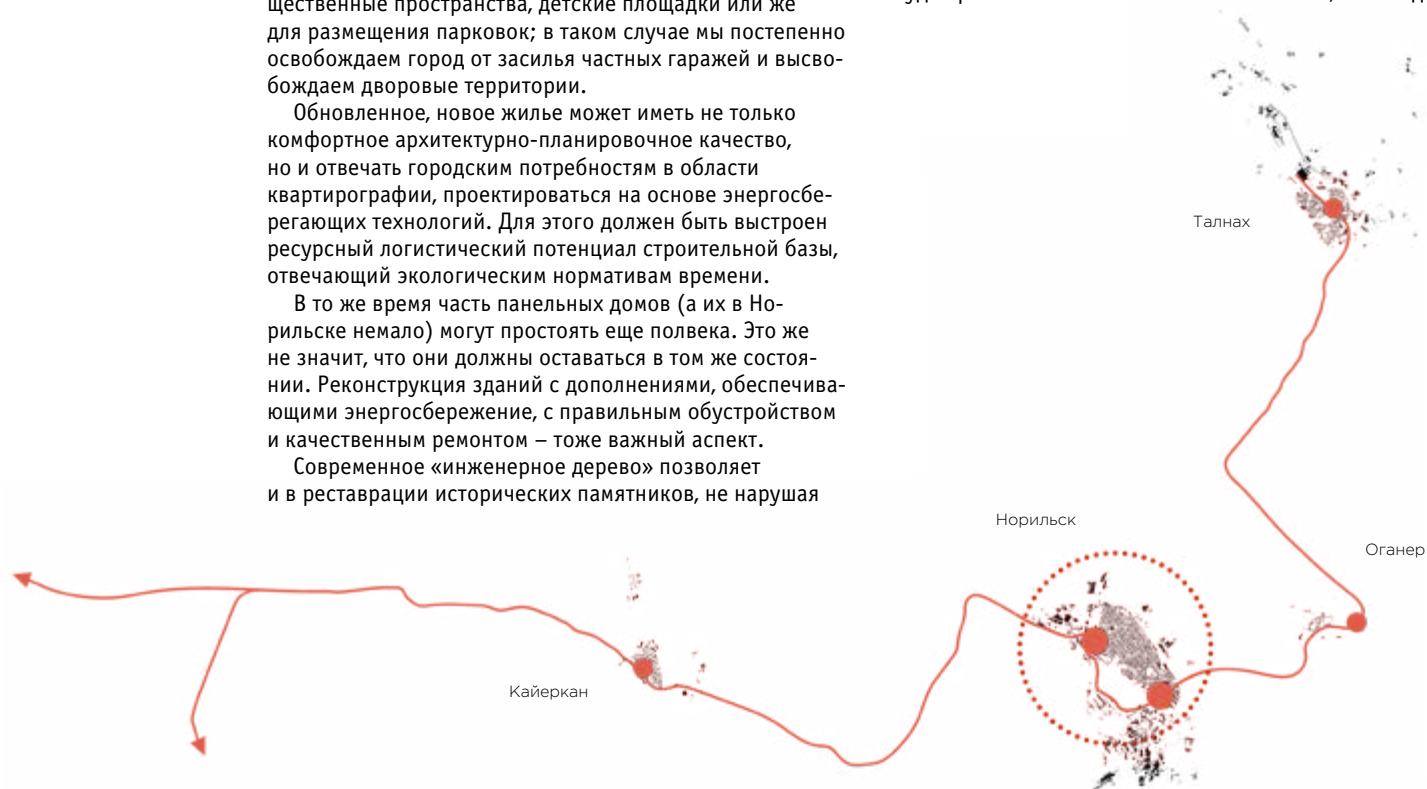 щественные пространства, детские площадки или же
для размещения парковок; в таком случае мы постепенно
освобождаем город от засилья частных гаражей и высво-
бождаем дворовые территории.
Обновленное, новое жилье может иметь не только
комфортное архитектурно-планировочное качество,
но и отвечать городским потребностям в области
квартирографии, проектироваться на основе энергосбе-
регающих технологий. Для этого должен быть выстроен
ресурсный логистический потенциал строительной базы,
отвечающий экологическим нормативам времени.
В то же время часть панельных домов (а их в Но-
рильске немало) могут простоять еще полвека. Это же
не значит, что они должны оставаться в том же состоя-
нии. Реконструкция зданий с дополнениями, обеспечива-
ющими энергосбережение, с правильным обустройством
и качественным ремонтом – тоже важный аспект.
Современное «инженерное дерево» позволяет
и в реставрации исторических памятников, не нарушая
Талнах
Норильск
Оганер
Кайеркан